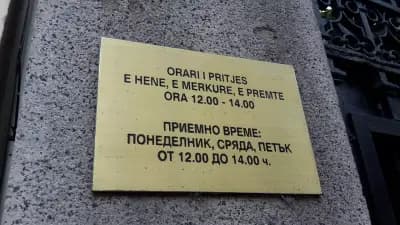 ORARI I PRITJES
E HENE, E MERKURE, E PREMTE
ORA 12.00 - 14.00
ПРИЕМНО ВРЕМЕ:
ПОНЕДЕЛНИК, СРЯДА, ПЕТЪК
ОТ 12.00 ДО 14.00 ч.